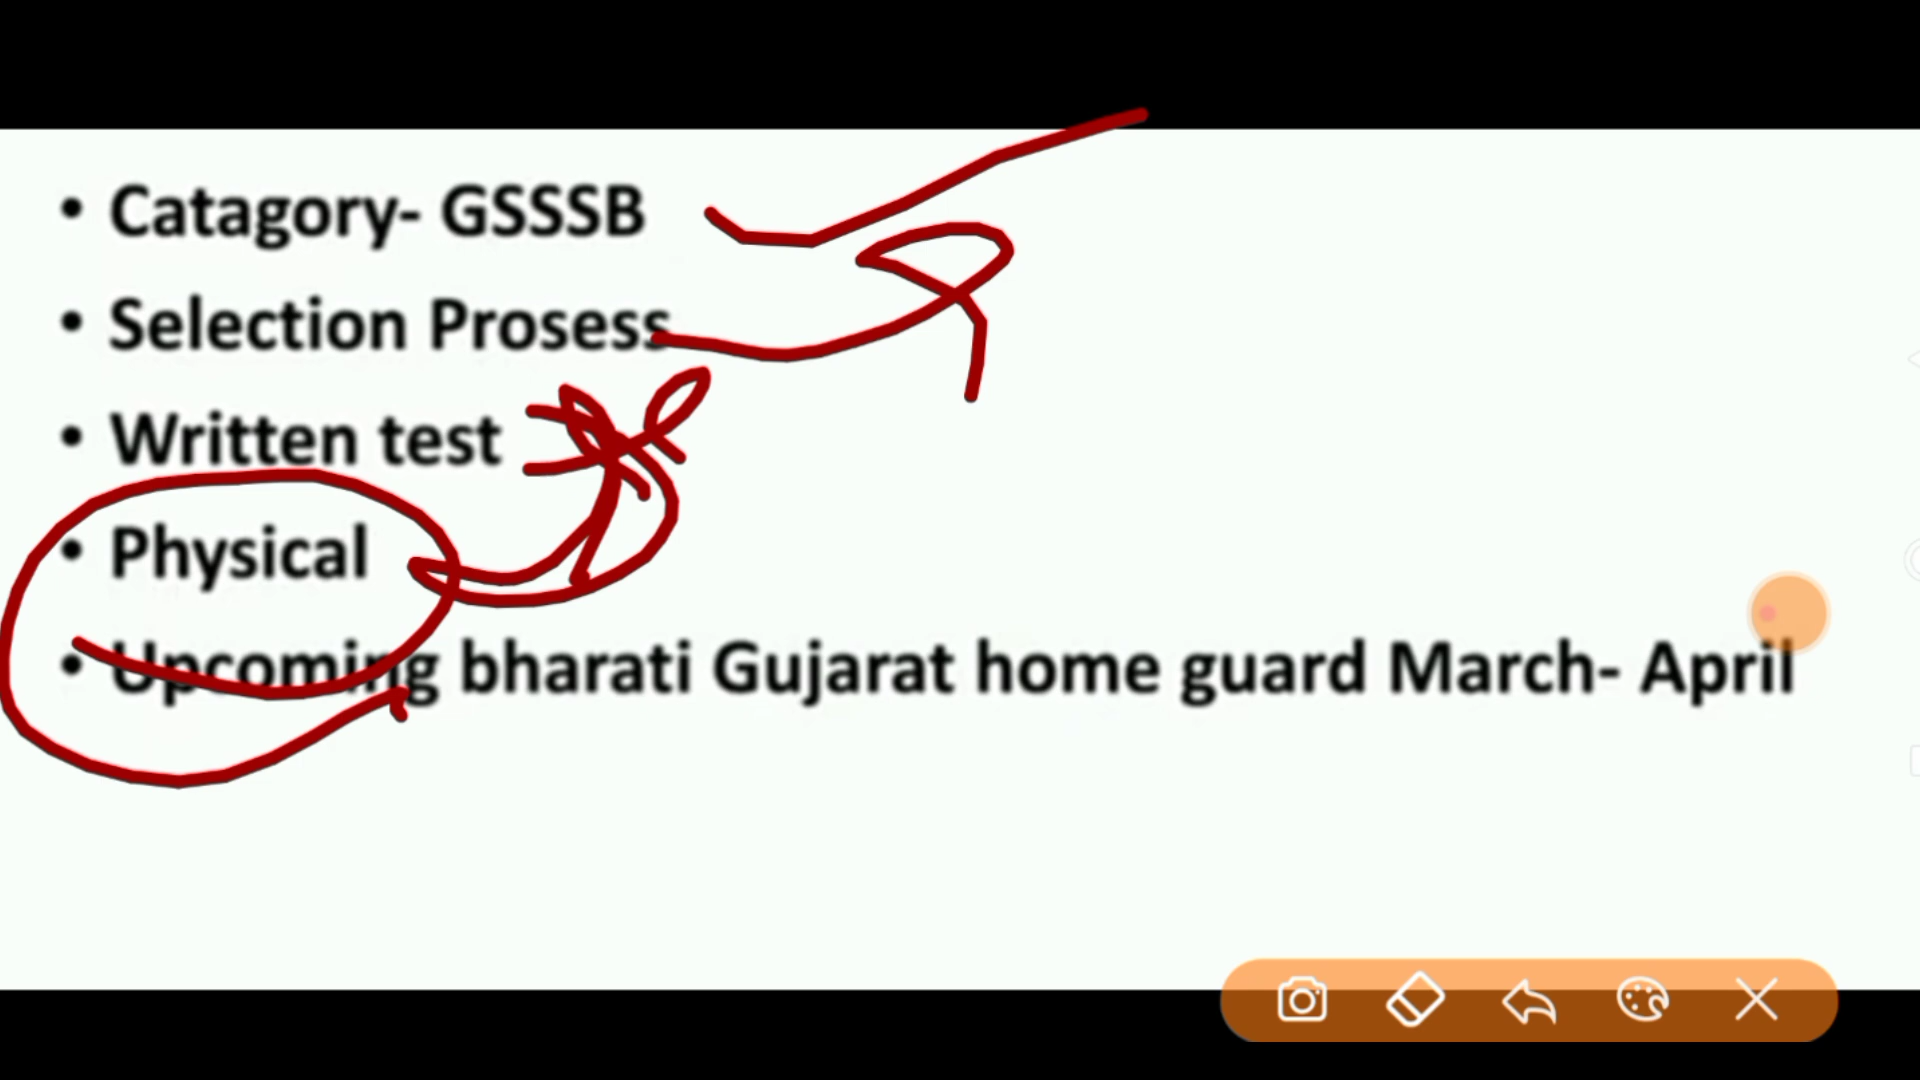 • Catagory- GSSSB
• Selection Prosess
• Written test
• Physical
• Upcoming bharati Gujarat home guard March- April